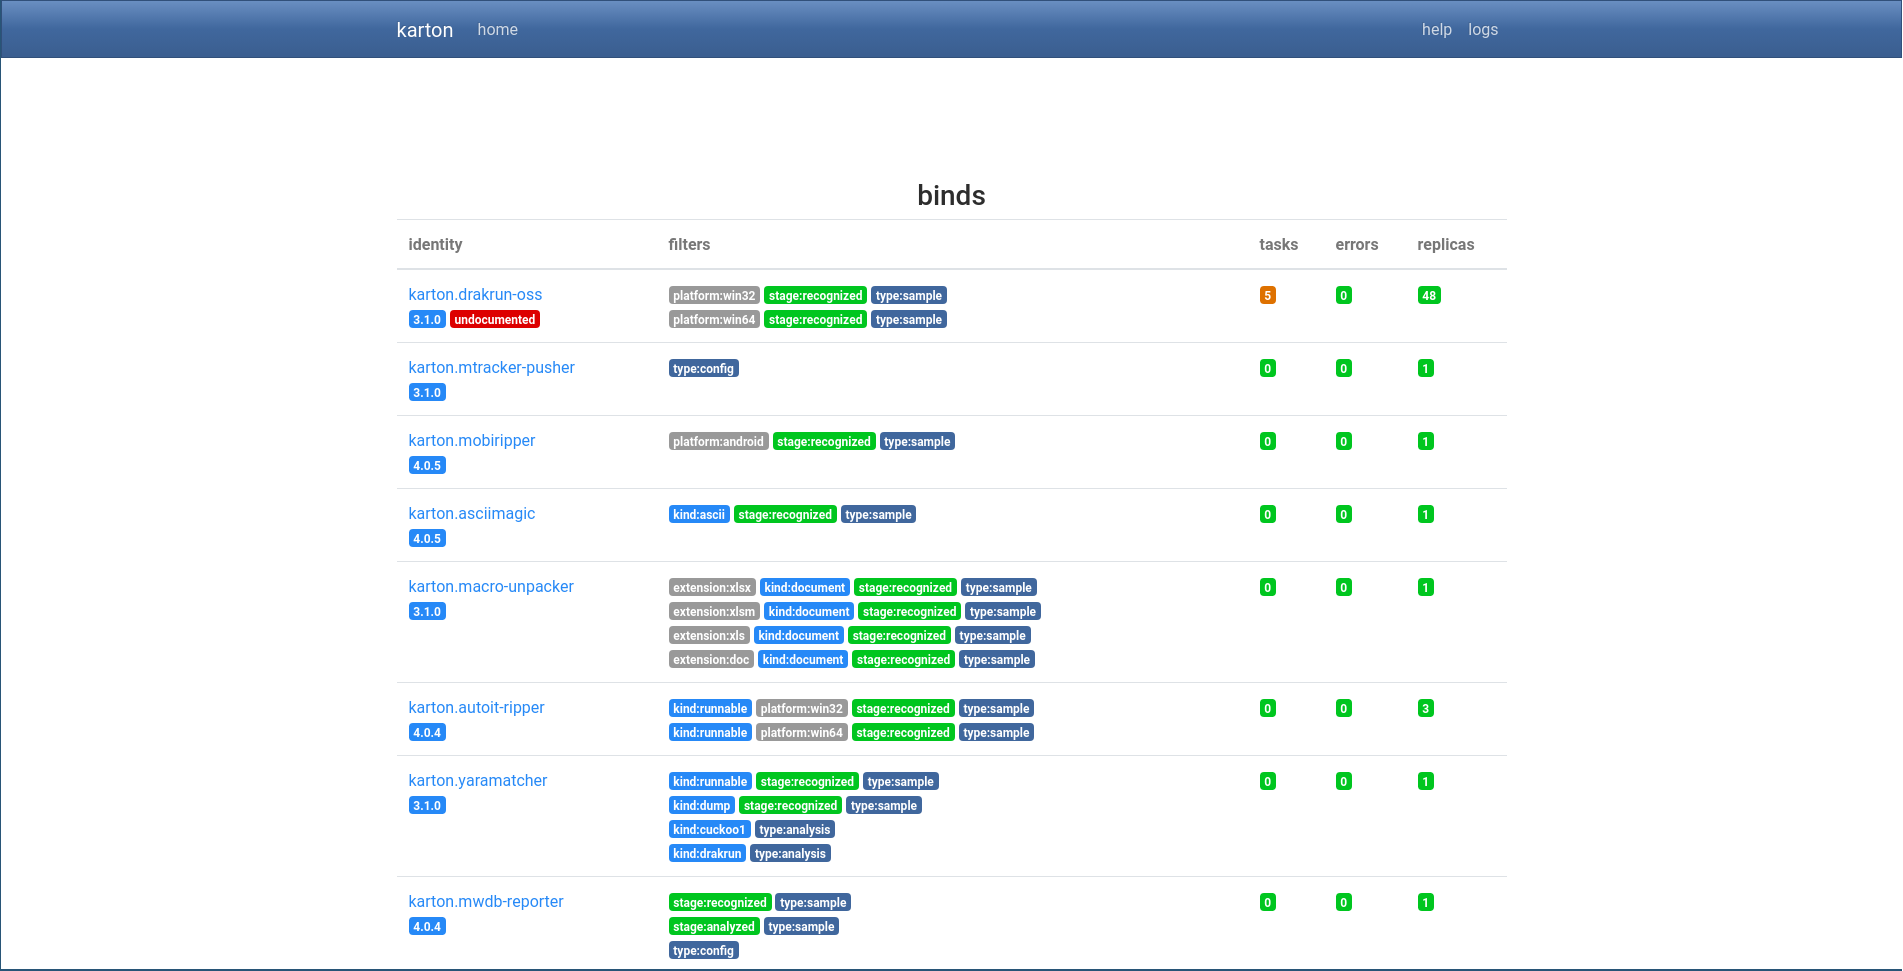 karton home help logs
binds
identity filters tasks errors replicas
karton.drakrun-oss platform:win32 stage:recognized type:sample 5 0 48
3.1.0 undocumented platform:win64 stage:recognized type:sample
karton.mtracker-pusher type:config 0 0 1
3.1.0
karton.mobiripper platform:android stage:recognized type:sample 0 0 1
4.0.5
karton.asciimagic kind:ascii stage:recognized type:sample 0 0 1
4.0.5
karton.macro-unpacker extension:xlsx kind:document stage:recognized type:sample 0 0 1
3.1.0 extension:xlsm kind:document stage:recognized type:sample
extension:xls kind:document stage:recognized type:sample
extension:doc kind:document stage:recognized type:sample
karton.autoit-ripper kind:runnable platform:win32 stage:recognized type:sample 0 0 3
4.0.4 kind:runnable platform:win64 stage:recognized type:sample
karton.yaramatcher kind:runnable stage:recognized type:sample 0 0 1
3.1.0 kind:dump stage:recognized type:sample
kind:cuckoo1 type:analysis
kind:drakrun type:analysis
karton.mwdb-reporter stage:recognized type:sample 0 0 1
4.0.4 stage:analyzed type:sample
type:config